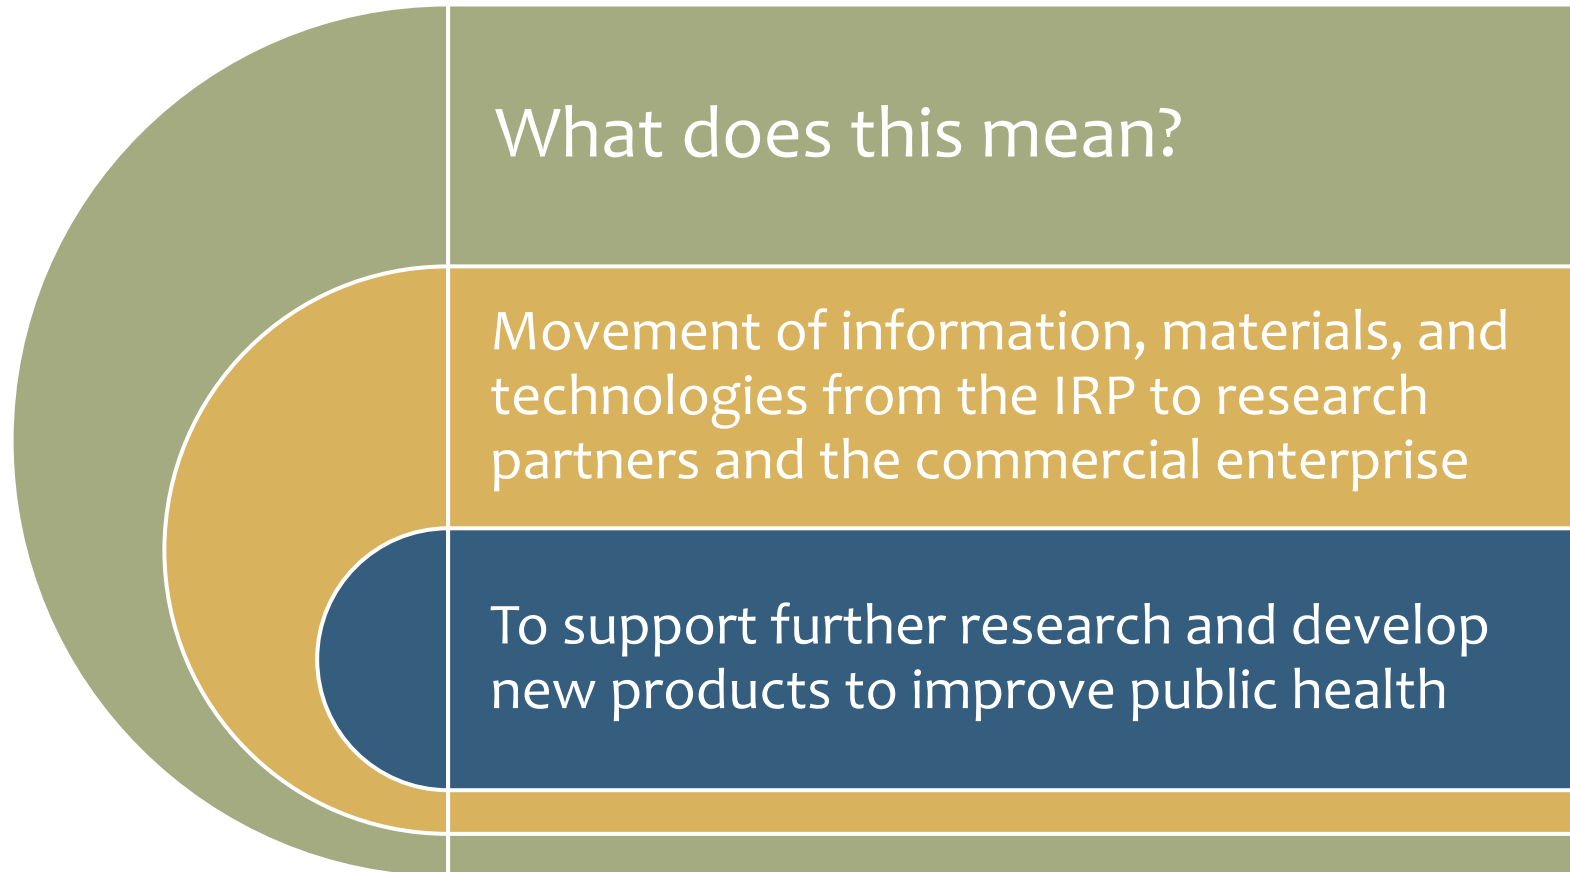 What does this mean?
Movement of information, materials, and
technologies from the IRP to research
partners and the commercial enterprise
To support further research and develop
new products to improve public health